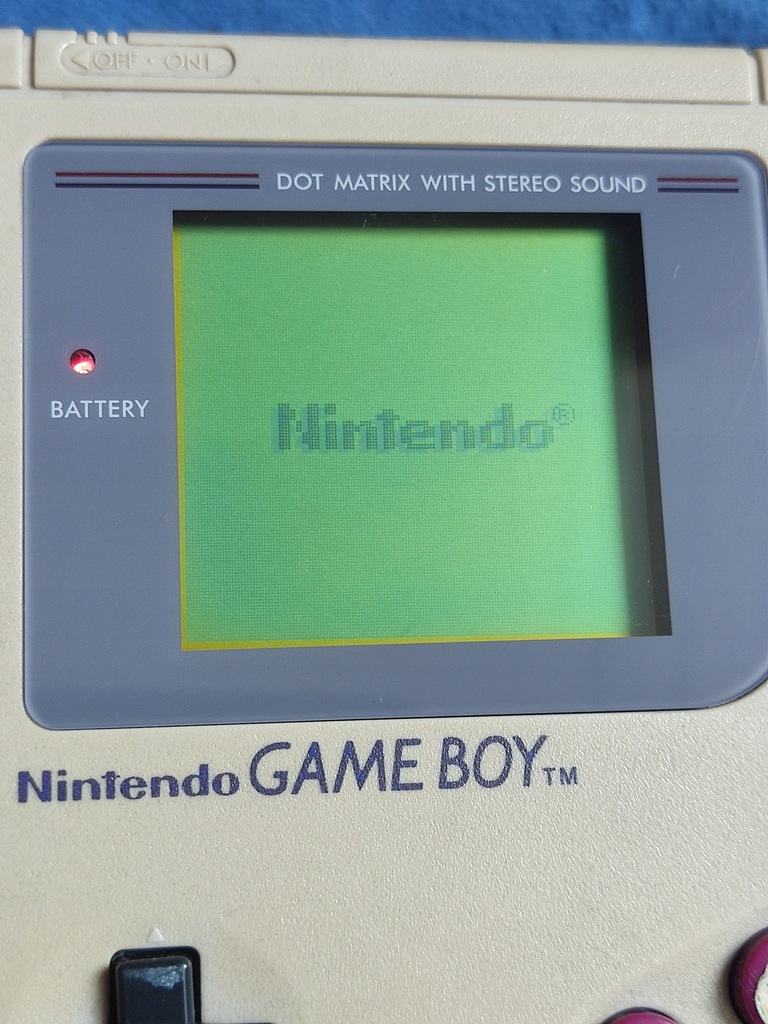 OFF · ON
DOT MATRIX WITH STEREO SOUND
Nintendo®
BATTERY
Nintendo GAME BOY™